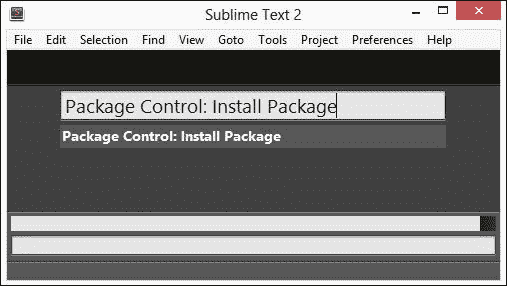 Sublime Text 2
File Edit Selection Find View Goto Tools Project Preferences Help
Package Control: Install Package
Package Control: Install Package